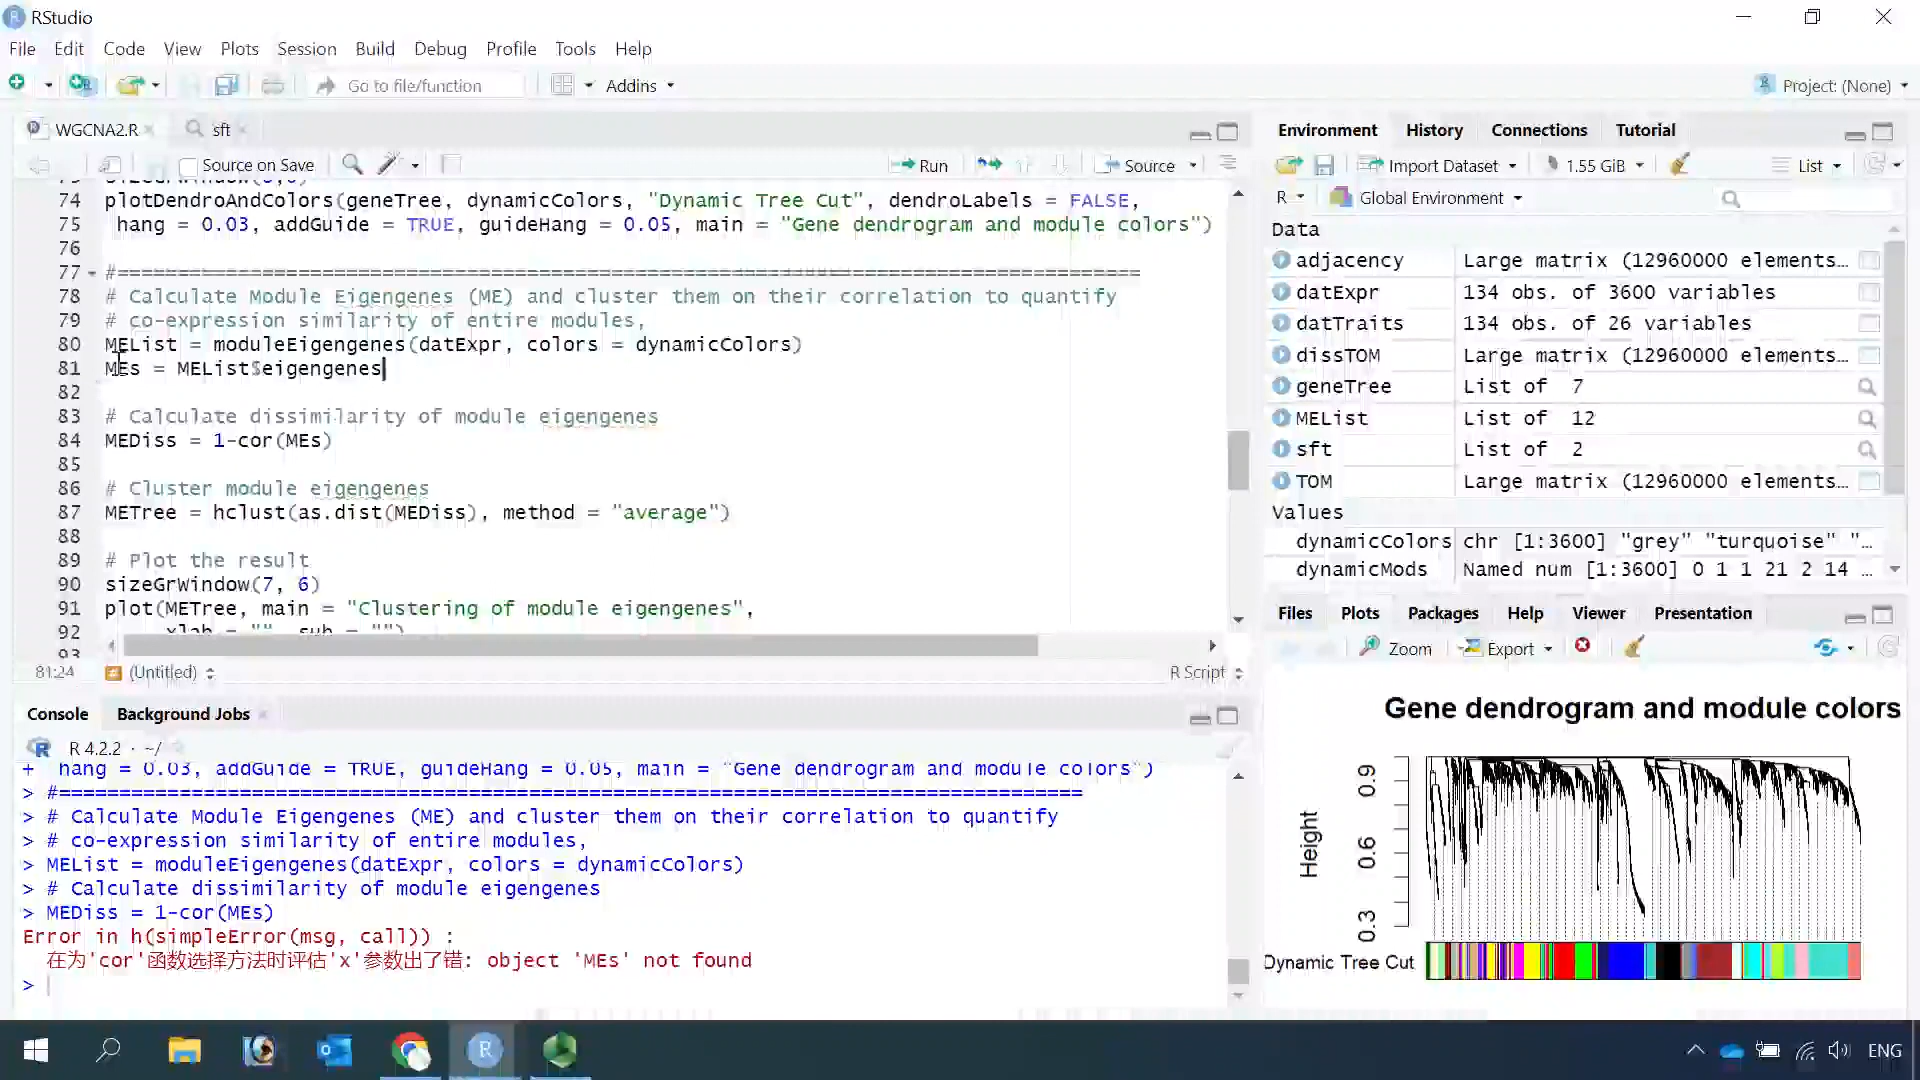 RStudio
File Edit Code View Plots Session Build Debug Profile Tools Help
Go to file/function Addins Project: (None)
WGCNA2.R sft
Source on Save Run Source
74 plotDendroAndColors(geneTree, dynamicColors, "Dynamic Tree Cut", dendroLabels = FALSE,
75 hang = 0.03, addGuide = TRUE, guideHang = 0.05, main = "Gene dendrogram and module colors")
76
77 #=====================================================================================
78 # Calculate Module Eigengenes (ME) and cluster them on their correlation to quantify
79 # co-expression similarity of entire modules,
80 MEList = moduleEigengenes(datExpr, colors = dynamicColors)
81 MEs = MEList$eigengenes
82
83 # Calculate dissimilarity of module eigengenes
84 MEDiss = 1-cor(MEs)
85
86 # Cluster module eigengenes
87 METree = hclust(as.dist(MEDiss), method = "average")
88
89 # Plot the result
90 sizeGrWindow(7, 6)
91 plot(METree, main = "Clustering of module eigengenes",
92 xlab = "", sub = "")
93
81:24 (Untitled) R Script
Console Background Jobs
R 4.2.2 · ~/
+ hang = 0.03, addGuide = TRUE, guideHang = 0.05, main = "Gene dendrogram and module colors")
> #=====================================================================================
> # Calculate Module Eigengenes (ME) and cluster them on their correlation to quantify
> # co-expression similarity of entire modules,
> MEList = moduleEigengenes(datExpr, colors = dynamicColors)
> # Calculate dissimilarity of module eigengenes
> MEDiss = 1-cor(MEs)
Error in h(simpleError(msg, call)) :
在为'cor'函数选择方法时评估'x'参数出了错: object 'MEs' not found
>
Environment History Connections Tutorial
Import Dataset 1.55 GiB List
R Global Environment
Data
adjacency Large matrix (12960000 elements…
datExpr 134 obs. of 3600 variables
datTraits 134 obs. of 26 variables
dissTOM Large matrix (12960000 elements…
geneTree List of 7
MEList List of 12
sft List of 2
TOM Large matrix (12960000 elements…
Values
dynamicColors chr [1:3600] "grey" "turquoise" "…
dynamicMods Named num [1:3600] 0 1 1 21 2 14 …
Files Plots Packages Help Viewer Presentation
Zoom Export
Gene dendrogram and module colors
Height
0.9
0.6
0.3
Dynamic Tree Cut
ENG